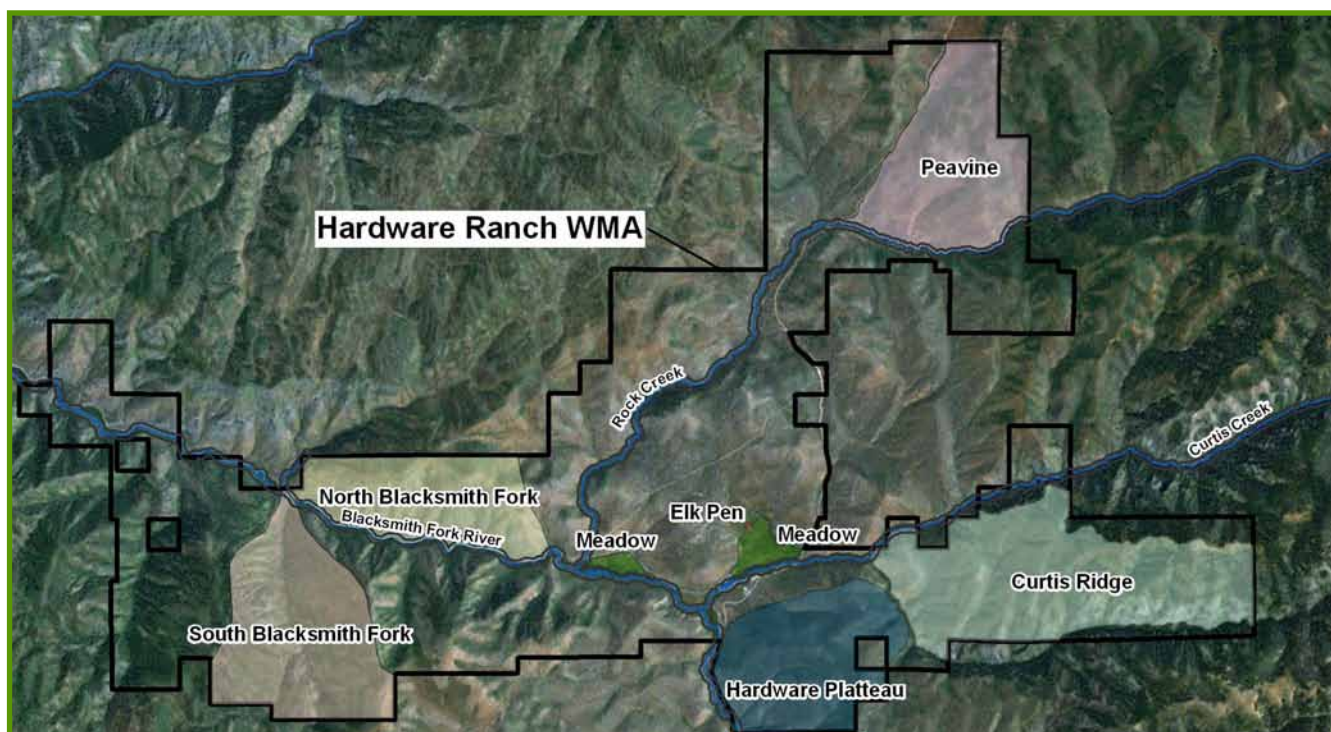 Peavine
Hardware Ranch WMA
Rock Creek
Curtis Creek
North Blacksmith Fork
Blacksmith Fork River
Elk Pen
Meadow
Meadow
Curtis Ridge
South Blacksmith Fork
Hardware Platteau